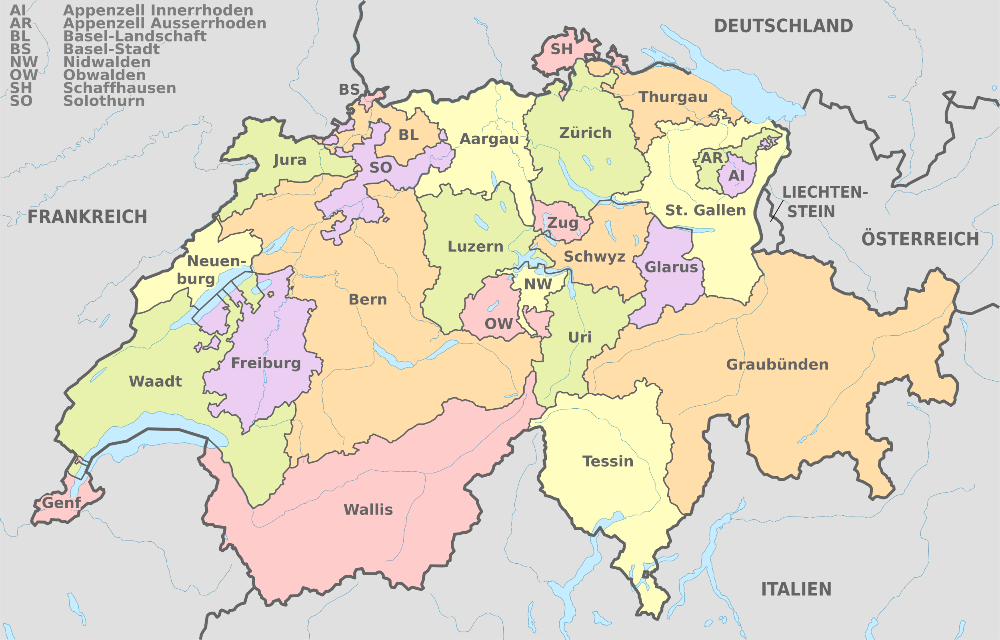 AI Appenzell Innerrhoden
AR Appenzell Ausserrhoden
BL Basel-Landschaft
BS Basel-Stadt
NW Nidwalden
OW Obwalden
SH Schaffhausen
SO Solothurn
DEUTSCHLAND
SH
BS
Thurgau
BL
Aargau
Zürich
Jura
SO
AR
AI
LIECHTEN-
STEIN
FRANKREICH
St. Gallen
Zug
ÖSTERREICH
Luzern
Schwyz
Neuen-
burg
Glarus
NW
Bern
OW
Uri
Freiburg
Graubünden
Waadt
Tessin
Genf
Wallis
ITALIEN